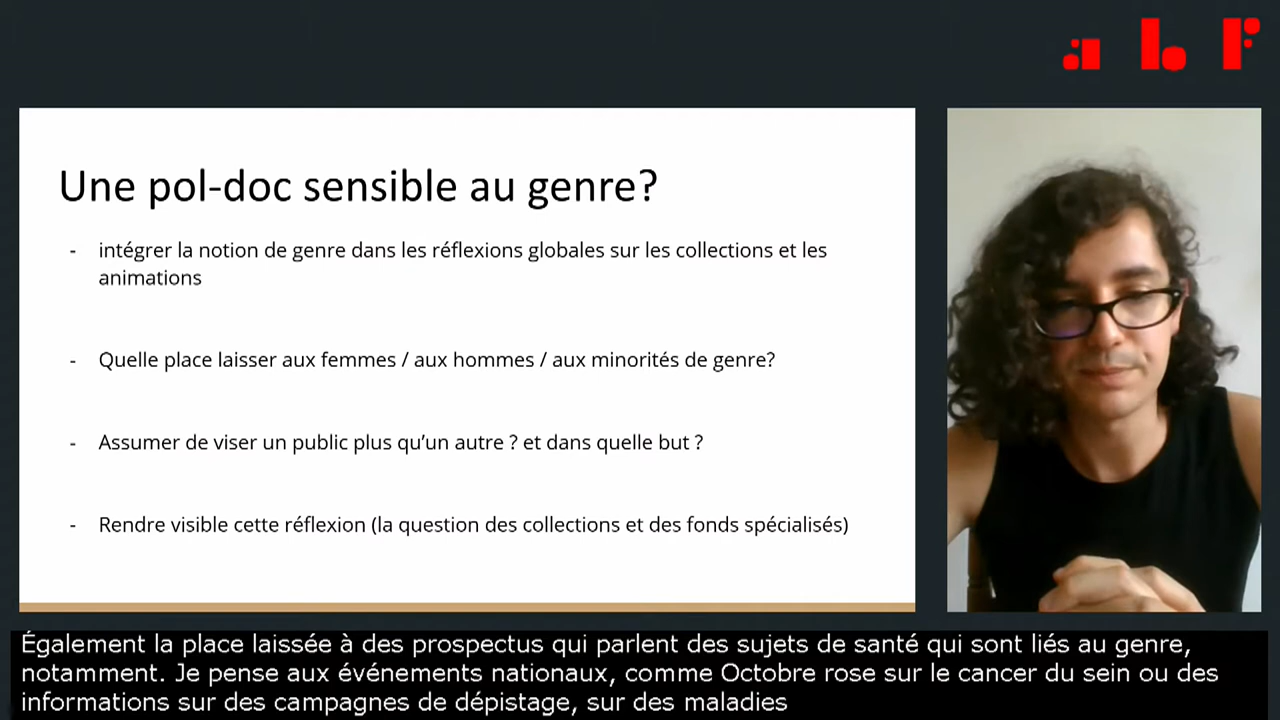 abf
Une pol-doc sensible au genre?
- intégrer la notion de genre dans les réflexions globales sur les collections et les
animations
- Quelle place laisser aux femmes / aux hommes / aux minorités de genre?
- Assumer de viser un public plus qu’un autre ? et dans quelle but ?
- Rendre visible cette réflexion (la question des collections et des fonds spécialisés)
Également la place laissée à des prospectus qui parlent des sujets de santé qui sont liés au genre,
notamment. Je pense aux événements nationaux, comme Octobre rose sur le cancer du sein ou des
informations sur des campagnes de dépistage, sur des maladies